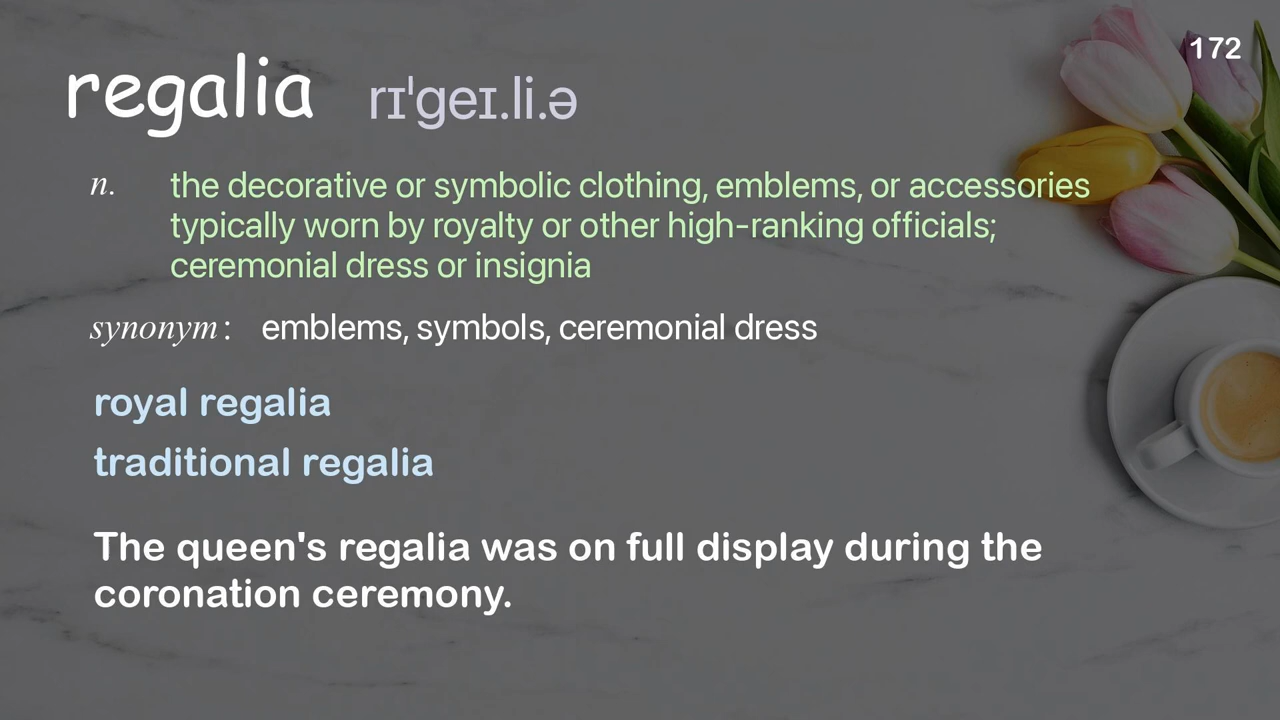 172
regalia rɪˈɡeɪ.li.ə
n. the decorative or symbolic clothing, emblems, or accessories
typically worn by royalty or other high-ranking officials;
ceremonial dress or insignia
synonym: emblems, symbols, ceremonial dress
royal regalia
traditional regalia
The queen's regalia was on full display during the
coronation ceremony.